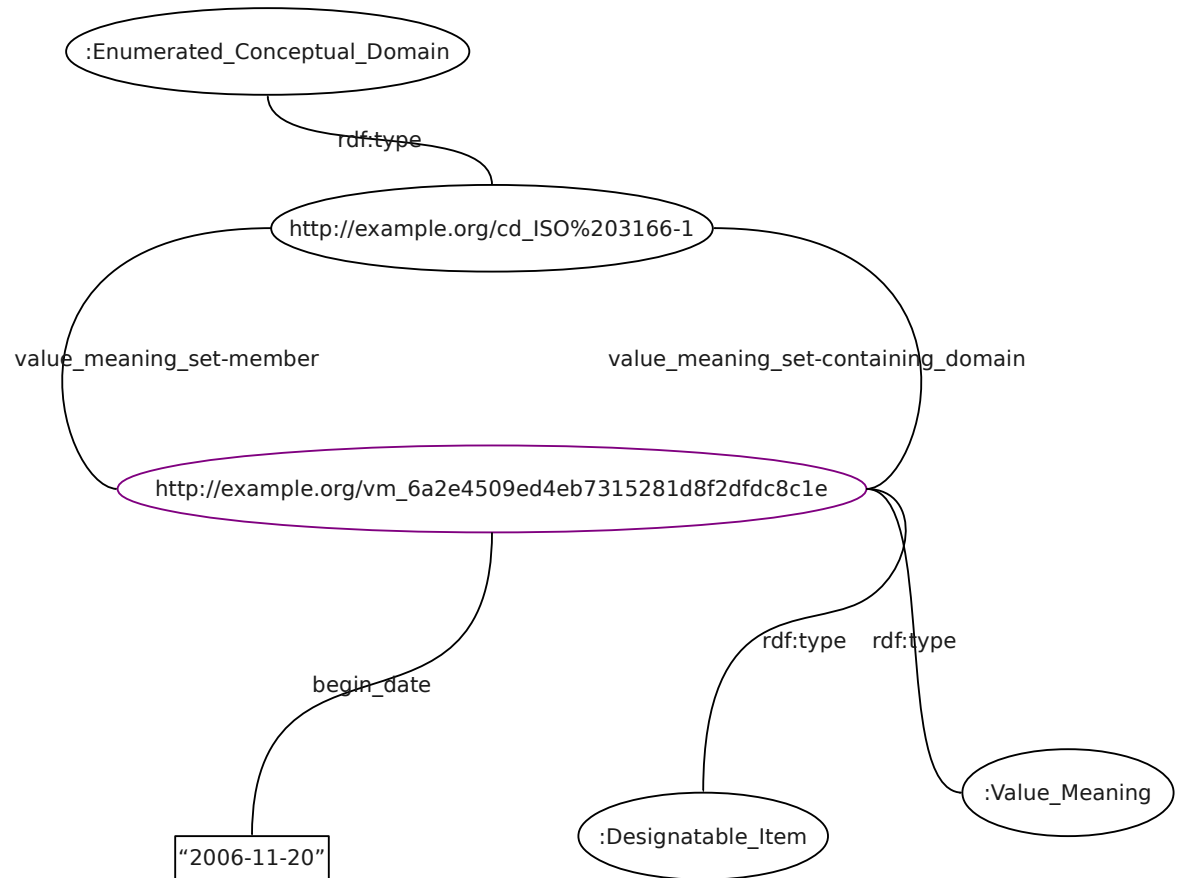 :Enumerated_Conceptual_Domain
rdf:type
http://example.org/cd_ISO%203166-1
value_meaning_set-member
value_meaning_set-containing_domain
http://example.org/vm_6a2e4509ed4eb7315281d8f2dfdc8c1e
rdf:type
rdf:type
begin_date
:Value_Meaning
:Designatable_Item
“2006-11-20”